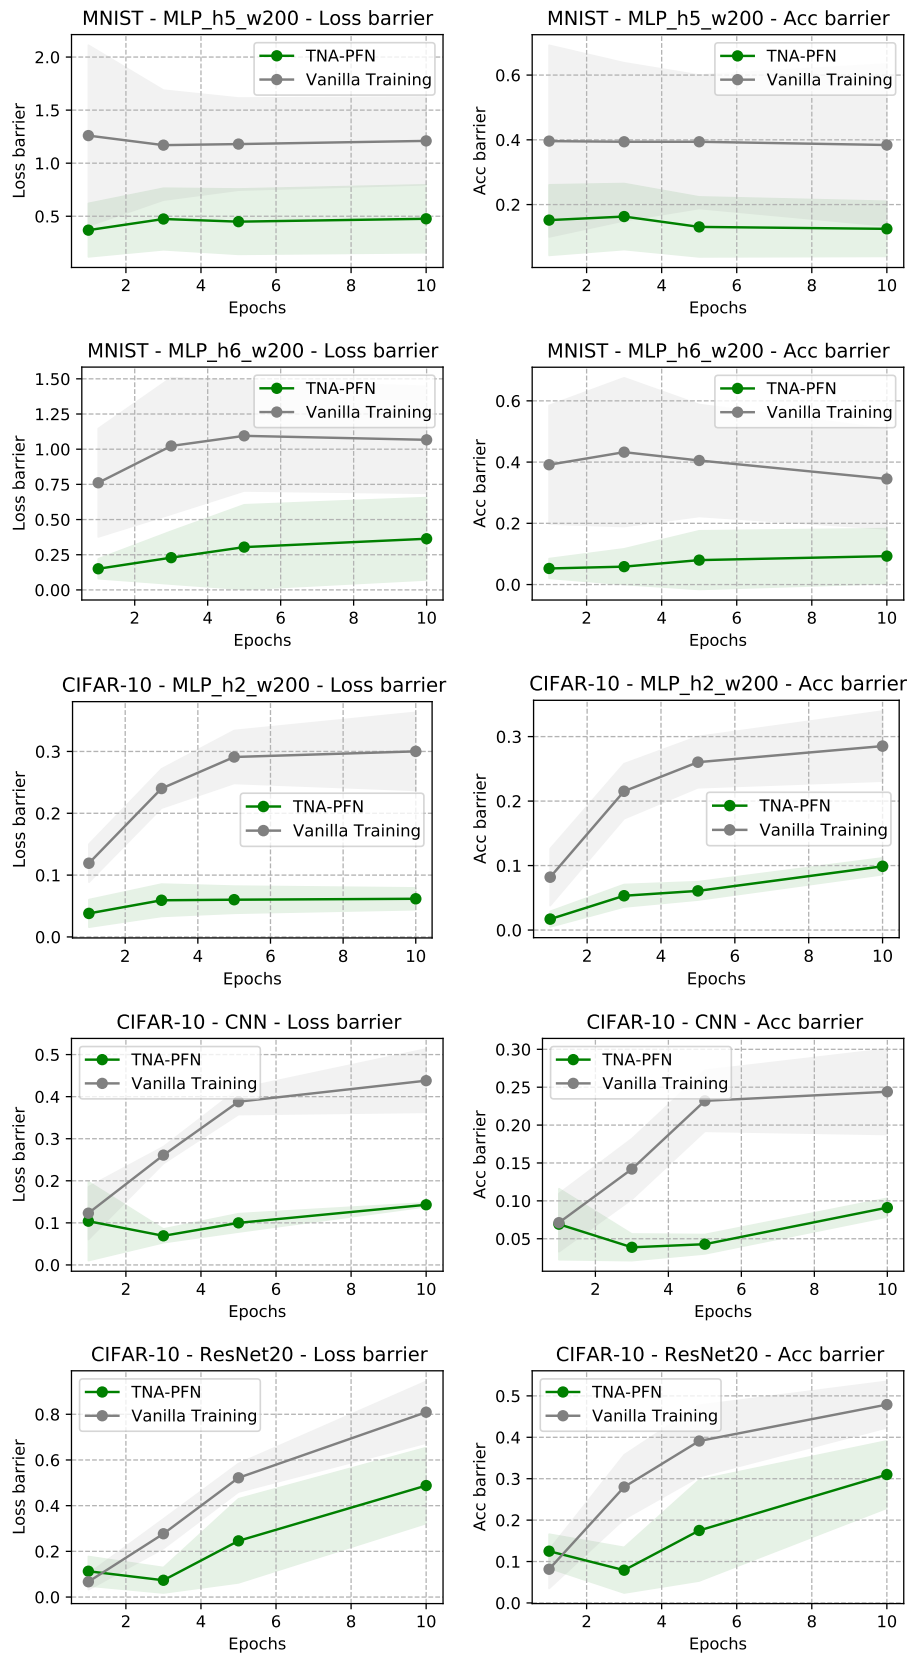 MNIST - MLP_h5_w200 - Loss barrier
2.0
1.5
1.0
0.5
Loss barrier
TNA-PFN
Vanilla Training
2 4 6 8 10
Epochs
MNIST - MLP_h5_w200 - Acc barrier
0.6
0.4
0.2
Acc barrier
TNA-PFN
Vanilla Training
2 4 6 8 10
Epochs
MNIST - MLP_h6_w200 - Loss barrier
1.50
1.25
1.00
0.75
0.50
0.25
0.00
Loss barrier
TNA-PFN
Vanilla Training
2 4 6 8 10
Epochs
MNIST - MLP_h6_w200 - Acc barrier
0.6
0.4
0.2
0.0
Acc barrier
TNA-PFN
Vanilla Training
2 4 6 8 10
Epochs
CIFAR-10 - MLP_h2_w200 - Loss barrier
0.3
0.2
0.1
0.0
Loss barrier
TNA-PFN
Vanilla Training
2 4 6 8 10
Epochs
CIFAR-10 - MLP_h2_w200 - Acc barrier
0.3
0.2
0.1
0.0
Acc barrier
TNA-PFN
Vanilla Training
2 4 6 8 10
Epochs
CIFAR-10 - CNN - Loss barrier
0.5
0.4
0.3
0.2
0.1
0.0
Loss barrier
TNA-PFN
Vanilla Training
2 4 6 8 10
Epochs
CIFAR-10 - CNN - Acc barrier
0.30
0.25
0.20
0.15
0.10
0.05
Acc barrier
TNA-PFN
Vanilla Training
2 4 6 8 10
Epochs
CIFAR-10 - ResNet20 - Loss barrier
0.8
0.6
0.4
0.2
0.0
Loss barrier
TNA-PFN
Vanilla Training
2 4 6 8 10
Epochs
CIFAR-10 - ResNet20 - Acc barrier
0.5
0.4
0.3
0.2
0.1
0.0
Acc barrier
TNA-PFN
Vanilla Training
2 4 6 8 10
Epochs